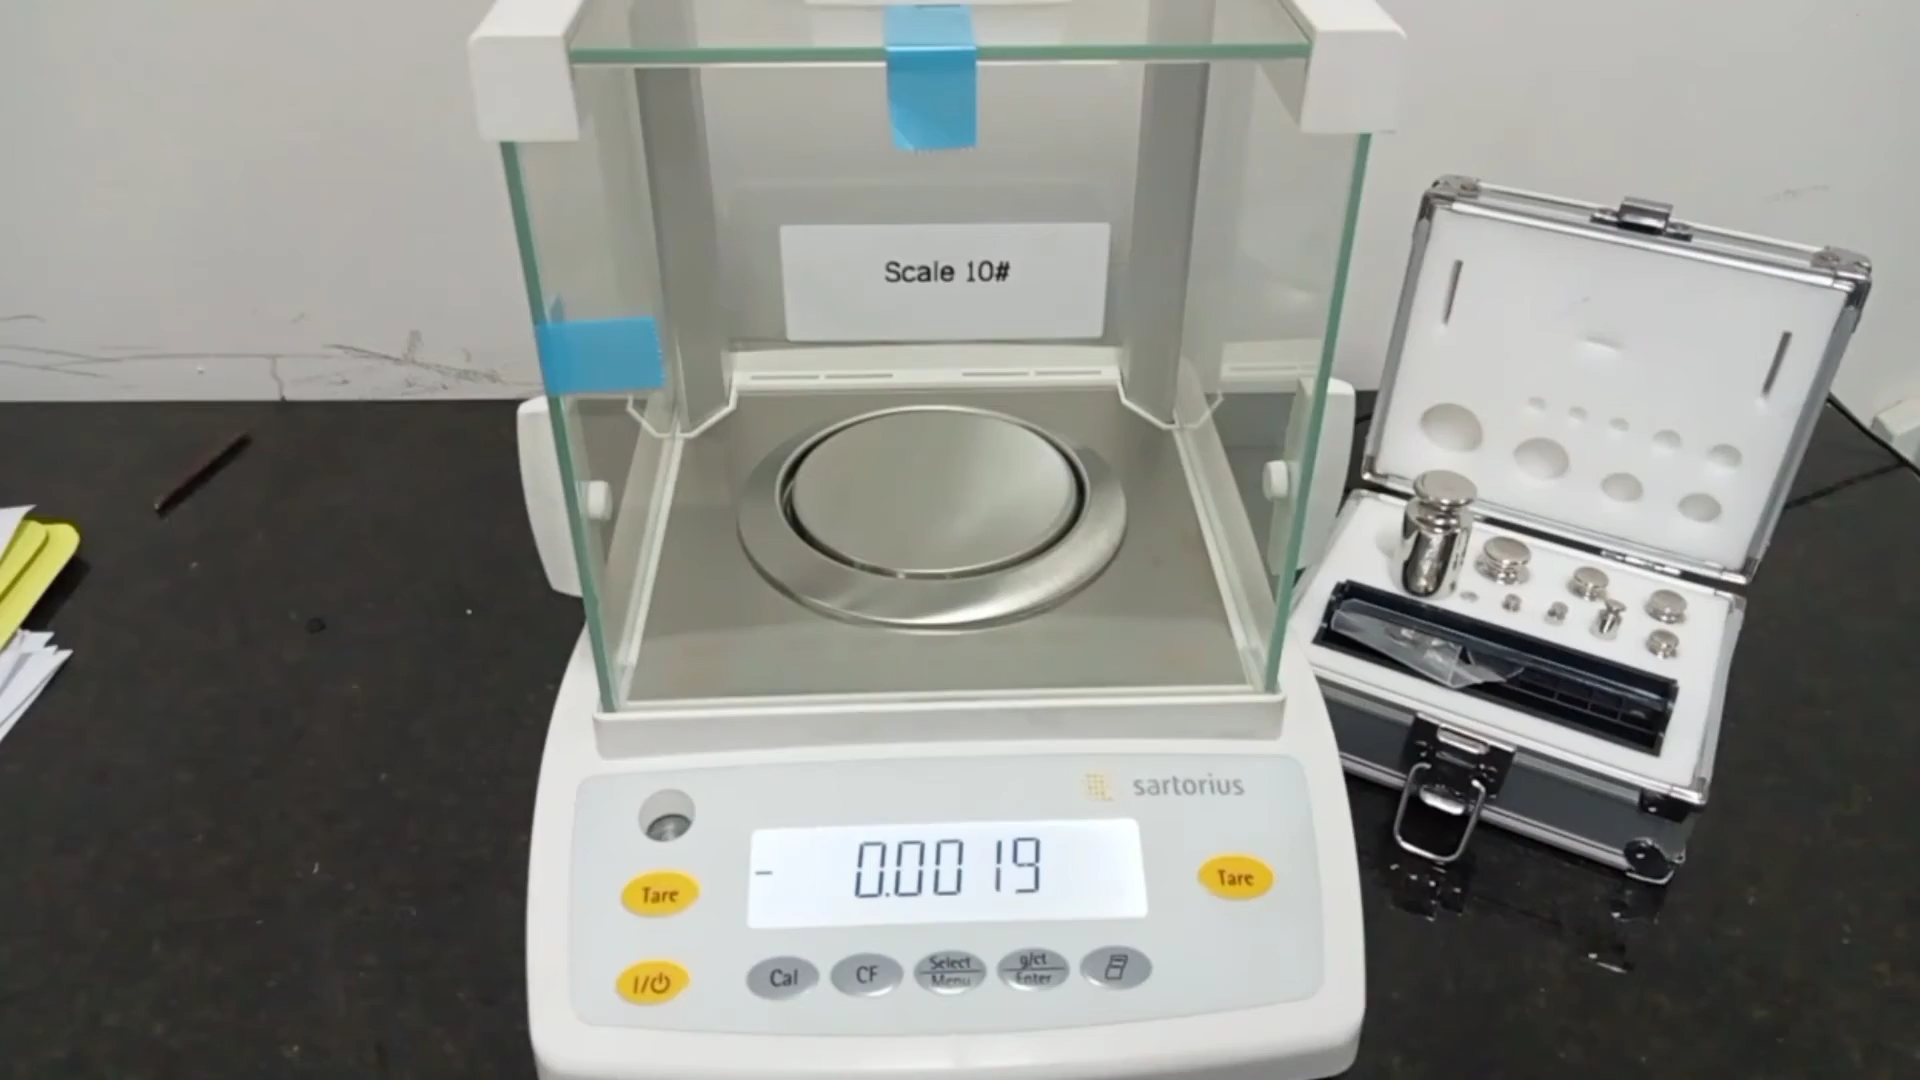 Scale 10#
sartorius
- 0.0019
Tare
Tare
I/⏻
Cal
CF
Select
Menu
g/ct
Enter